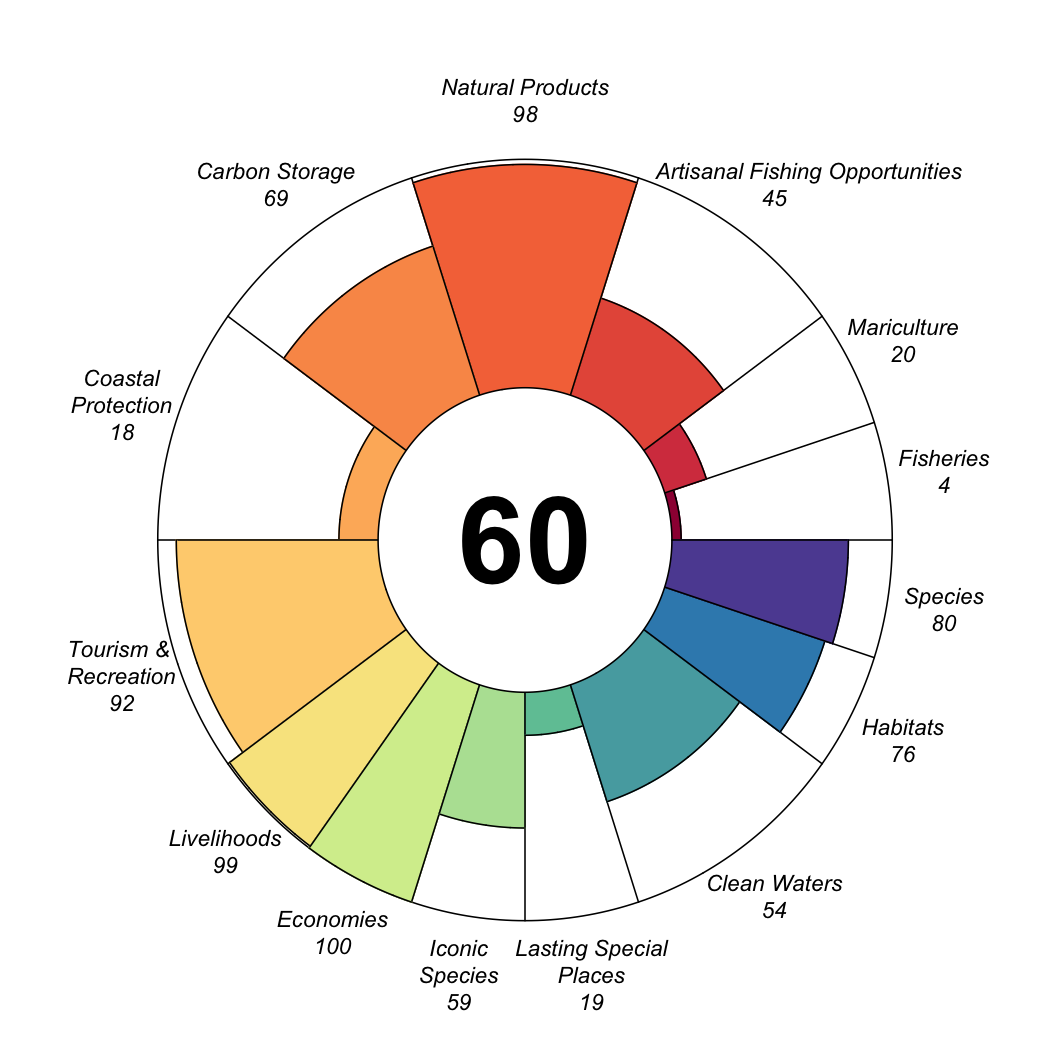 Natural Products
98
Carbon Storage
69
Artisanal Fishing Opportunities
45
Mariculture
20
Coastal
Protection
18
Fisheries
4
60
Species
80
Tourism &
Recreation
92
Habitats
76
Livelihoods
99
Clean Waters
54
Economies
100
Iconic
Species
59
Lasting Special
Places
19